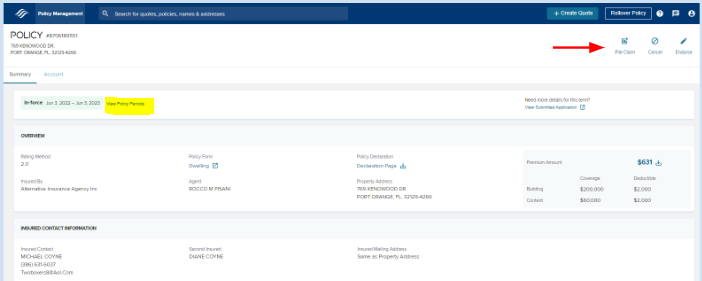 Policy Management
Search for quotes, policies, names & addresses
+ Create Quote
Rollover Policy
POLICY #8706189551
769 KENOWOOD DR
PORT ORANGE, FL, 32129-4266
File Claim
Cancel
Endorse
Summary
Account
In-force Jun 3, 2022 – Jun 3, 2023 View Policy Periods
Need more details for this term?
View Submitted Application
OVERVIEW
Rating Method
2.0
Policy Form
Dwelling
Policy Declaration
Declaration Page
Premium Amount
$631
Insured By
Alternative Insurance Agency Inc
Agent
ROCCO M PISANI
Property Address
769 KENOWOOD DR
PORT ORANGE, FL, 32129-4266
Coverage
Deductible
Building
$200,000
$2,000
Content
$60,000
$2,000
INSURED CONTACT INFORMATION
Insured Contact
MICHAEL COYNE
(386) 631-6037
Second Insured
DIANE COYNE
Insured Mailing Address
Same as Property Address